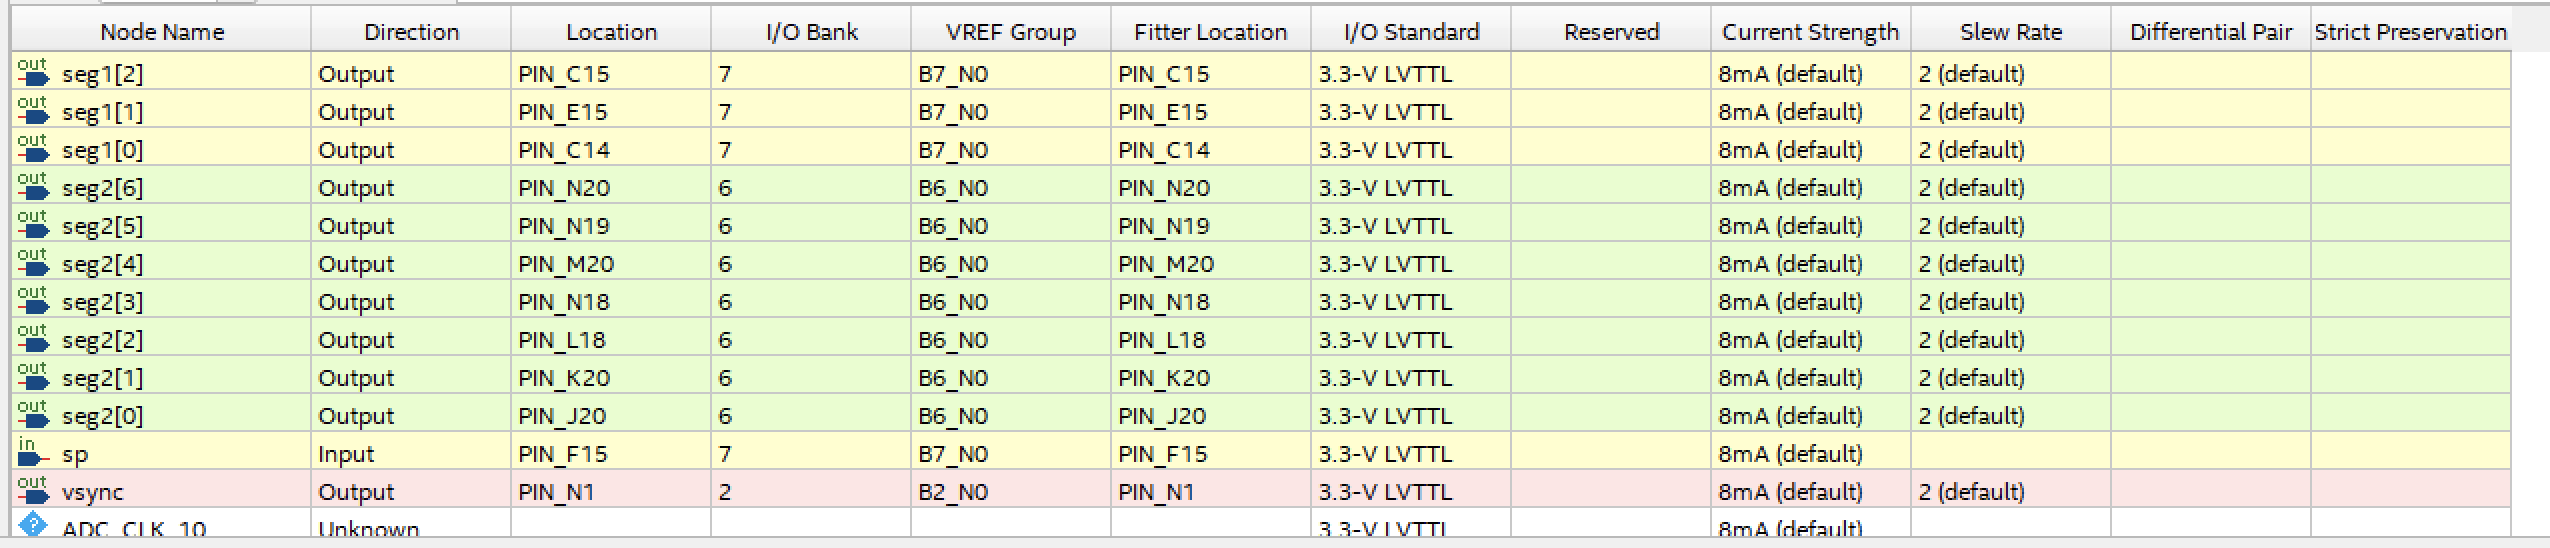 Node Name Direction Location I/O Bank VREF Group Fitter Location I/O Standard Reserved Current Strength Slew Rate Differential Pair Strict Preservation
out seg1[2] Output PIN_C15 7 B7_N0 PIN_C15 3.3-V LVTTL 8mA (default) 2 (default)
out seg1[1] Output PIN_E15 7 B7_N0 PIN_E15 3.3-V LVTTL 8mA (default) 2 (default)
out seg1[0] Output PIN_C14 7 B7_N0 PIN_C14 3.3-V LVTTL 8mA (default) 2 (default)
out seg2[6] Output PIN_N20 6 B6_N0 PIN_N20 3.3-V LVTTL 8mA (default) 2 (default)
out seg2[5] Output PIN_N19 6 B6_N0 PIN_N19 3.3-V LVTTL 8mA (default) 2 (default)
out seg2[4] Output PIN_M20 6 B6_N0 PIN_M20 3.3-V LVTTL 8mA (default) 2 (default)
out seg2[3] Output PIN_N18 6 B6_N0 PIN_N18 3.3-V LVTTL 8mA (default) 2 (default)
out seg2[2] Output PIN_L18 6 B6_N0 PIN_L18 3.3-V LVTTL 8mA (default) 2 (default)
out seg2[1] Output PIN_K20 6 B6_N0 PIN_K20 3.3-V LVTTL 8mA (default) 2 (default)
out seg2[0] Output PIN_J20 6 B6_N0 PIN_J20 3.3-V LVTTL 8mA (default) 2 (default)
in sp Input PIN_F15 7 B7_N0 PIN_F15 3.3-V LVTTL 8mA (default)
out vsync Output PIN_N1 2 B2_N0 PIN_N1 3.3-V LVTTL 8mA (default) 2 (default)
? ADC_CLK_10 Unknown 3.3-V LVTTL 8mA (default)